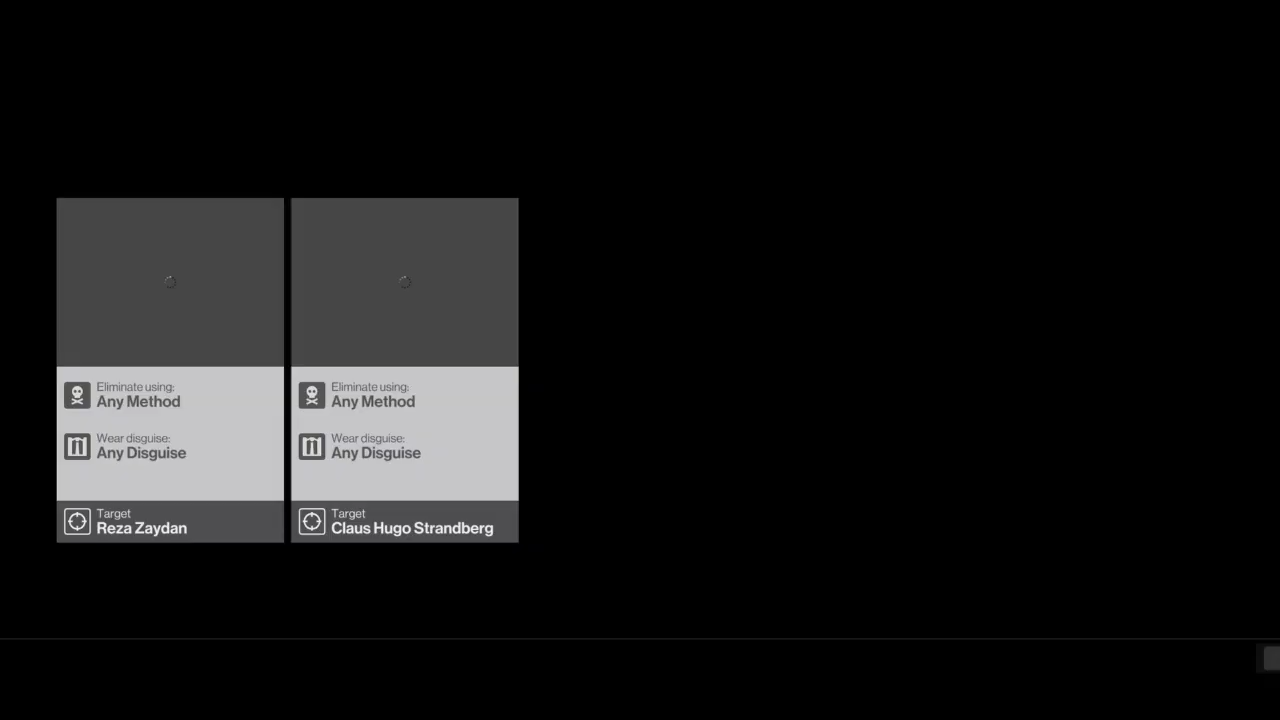 Eliminate using:
Any Method
Wear disguise:
Any Disguise
Target
Reza Zaydan
Eliminate using:
Any Method
Wear disguise:
Any Disguise
Target
Claus Hugo Strandberg